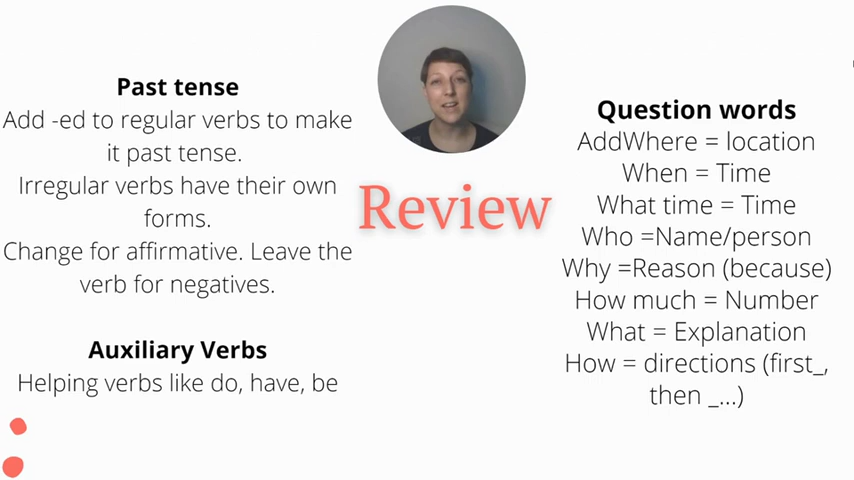 Past tense
Add -ed to regular verbs to make
it past tense.
Irregular verbs have their own
forms.
Change for affirmative. Leave the
verb for negatives.
Auxiliary Verbs
Helping verbs like do, have, be
Review
Question words
AddWhere = location
When = Time
What time = Time
Who =Name/person
Why =Reason (because)
How much = Number
What = Explanation
How = directions (first_,
then _...)